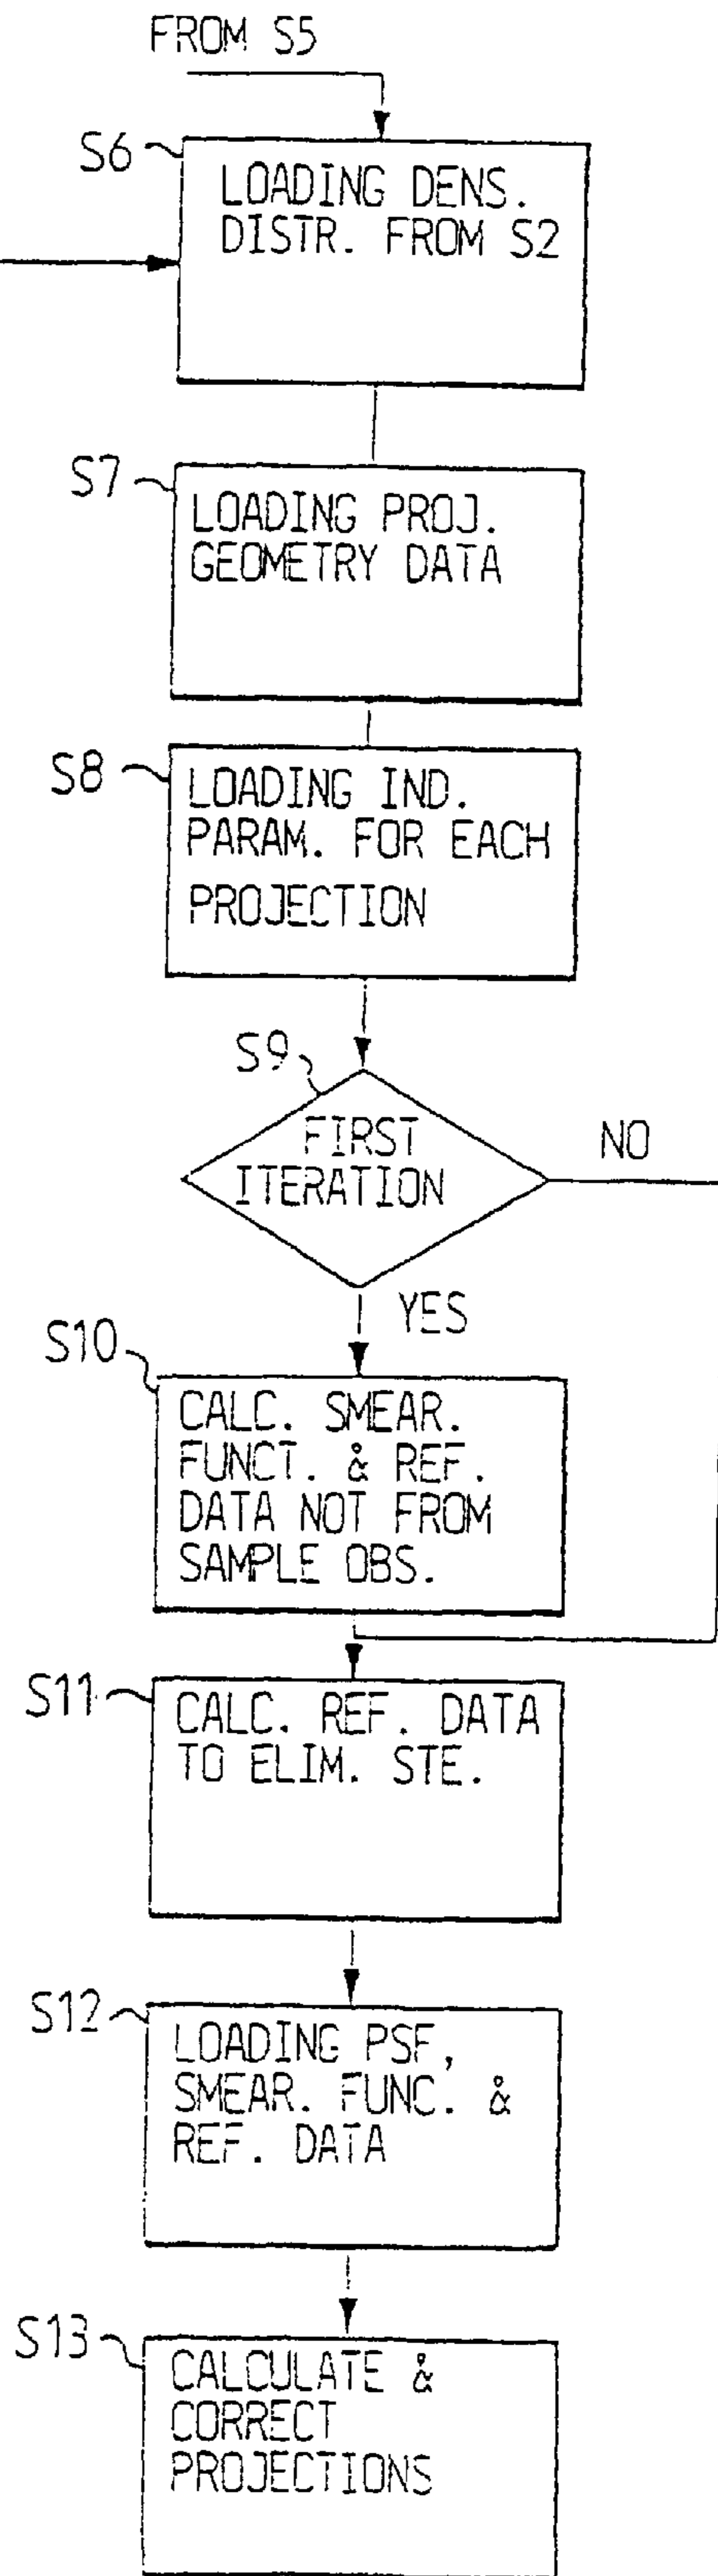 FROM S5
S6
LOADING DENS.
DISTR. FROM S2
S7
LOADING PROJ.
GEOMETRY DATA
S8
LOADING IND.
PARAM. FOR EACH
PROJECTION
S9
FIRST
ITERATION
NO
YES
S10
CALC. SMEAR.
FUNCT. & REF.
DATA NOT FROM
SAMPLE OBS.
S11
CALC. REF. DATA
TO ELIM. STE.
S12
LOADING PSF,
SMEAR. FUNC. &
REF. DATA
S13
CALCULATE &
CORRECT
PROJECTIONS